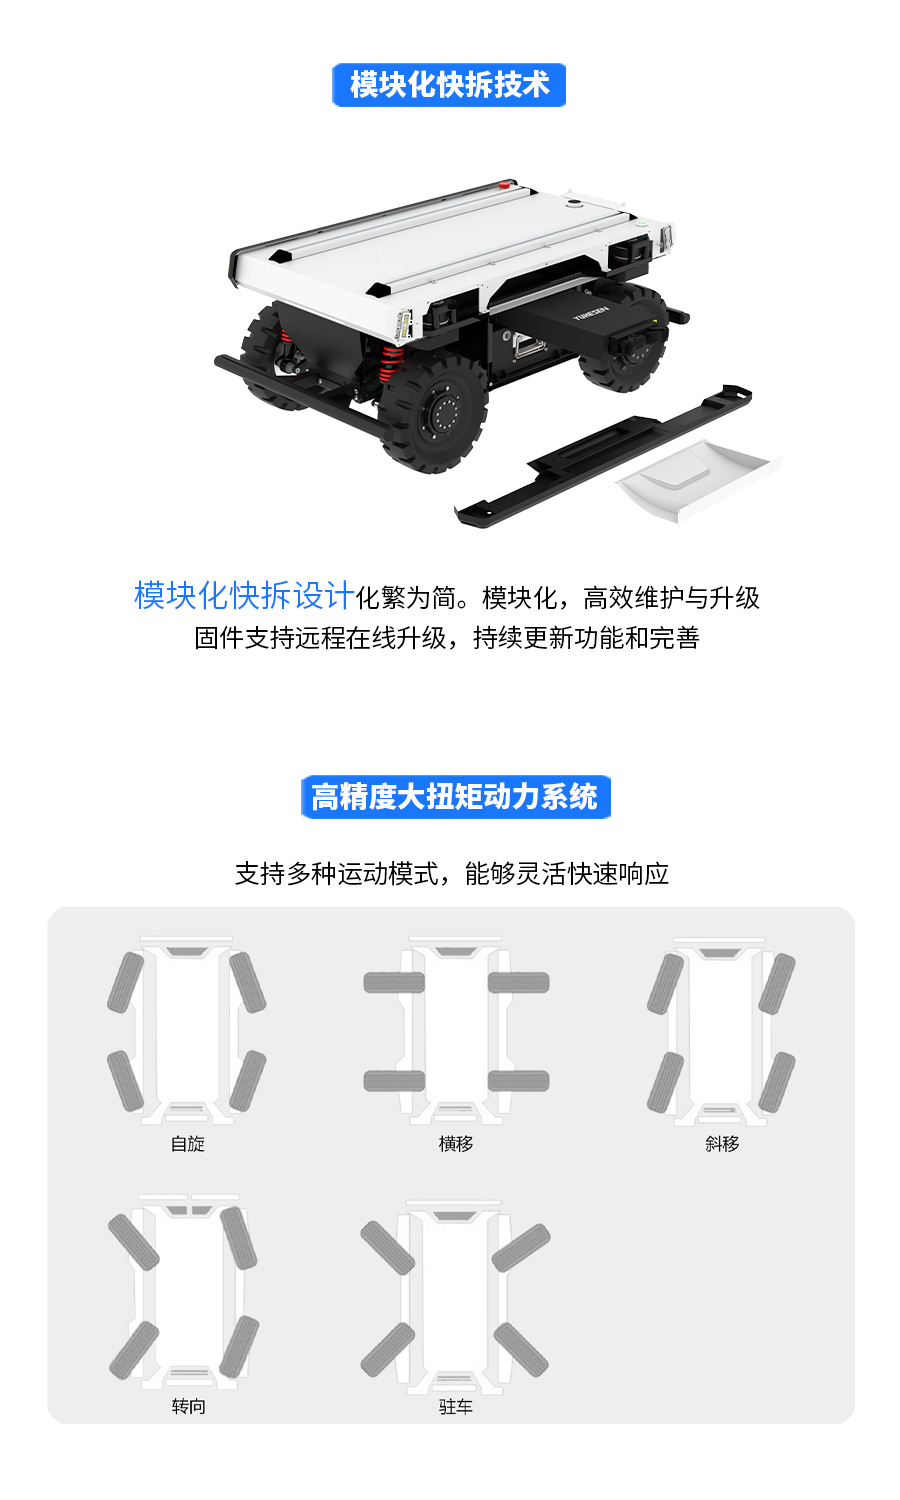 模块化快拆技术
YUHESEN
模块化快拆设计化繁为简。模块化，高效维护与升级
固件支持远程在线升级，持续更新功能和完善
高精度大扭矩动力系统
支持多种运动模式，能够灵活快速响应
自旋
横移
斜移
转向
驻车